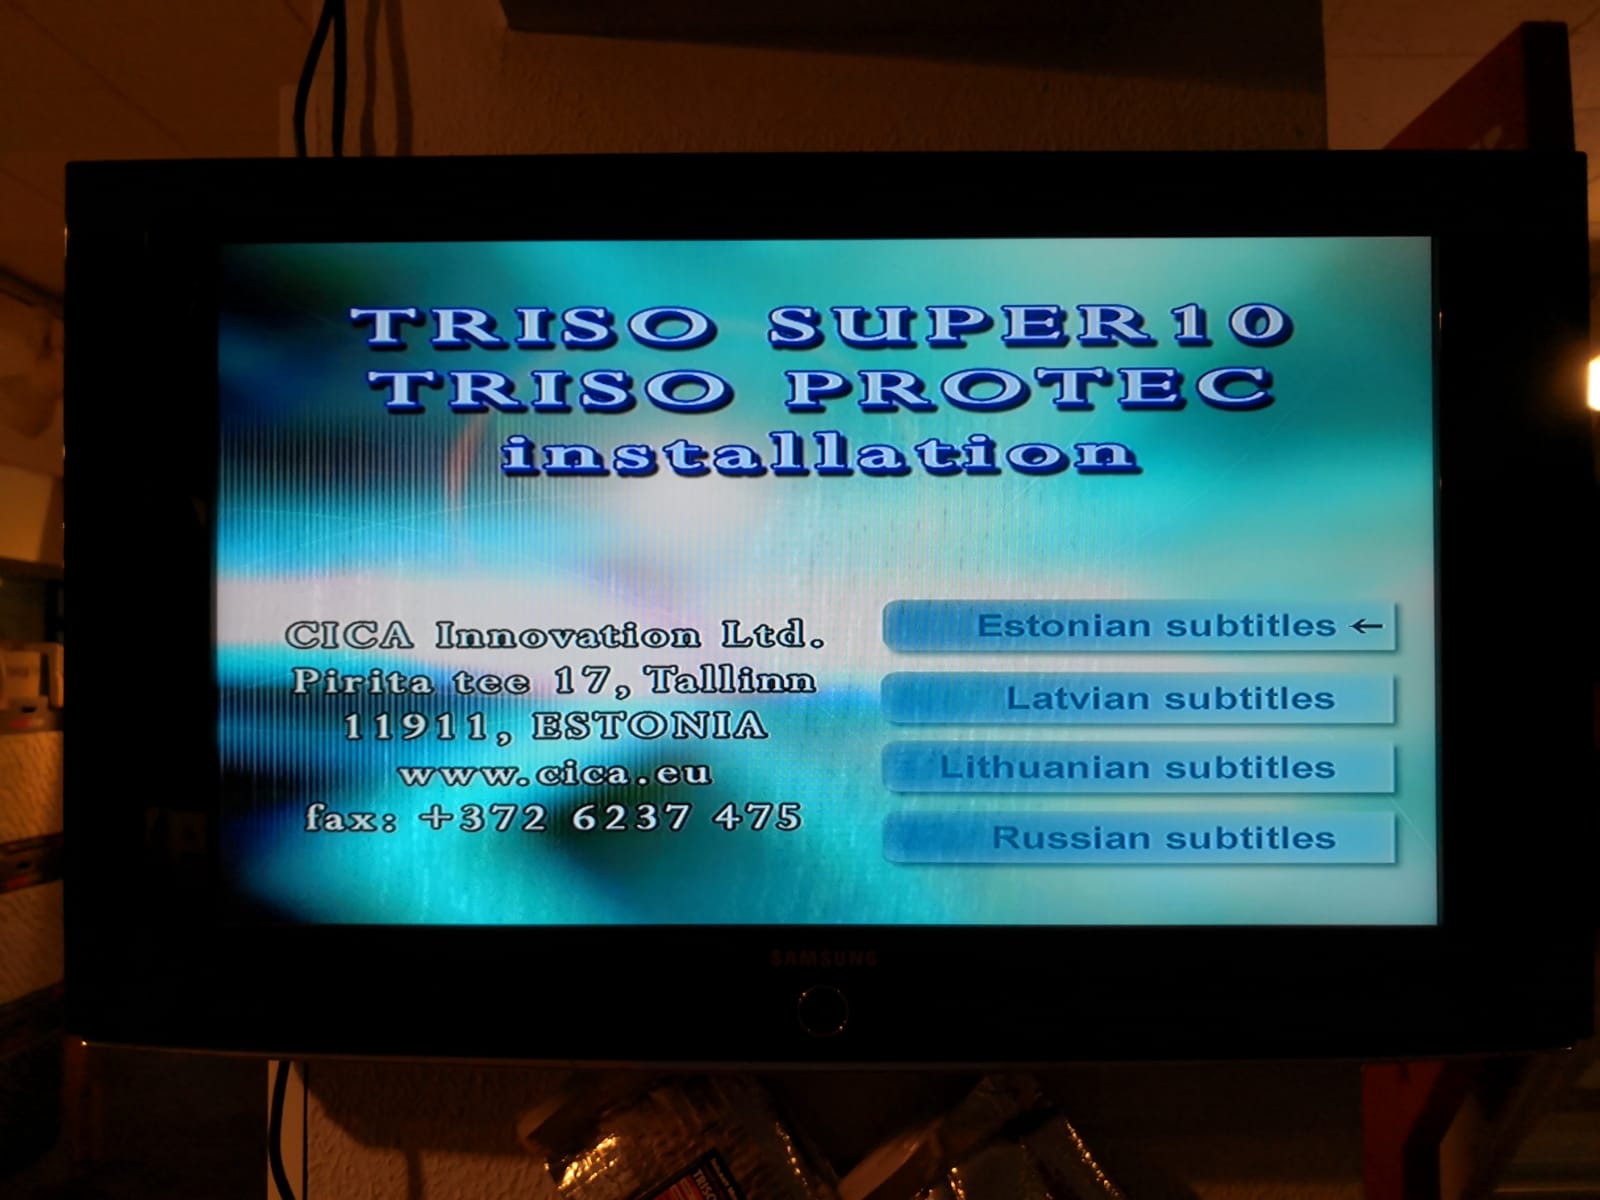 TRISO SUPER10
TRISO PROTEC
installation
CICA Innovation Ltd.
Pirita tee 17, Tallinn
11911, ESTONIA
www.cica.eu
fax: +372 6237 475
Estonian subtitles ←
Latvian subtitles
Lithuanian subtitles
Russian subtitles
SAMSUNG